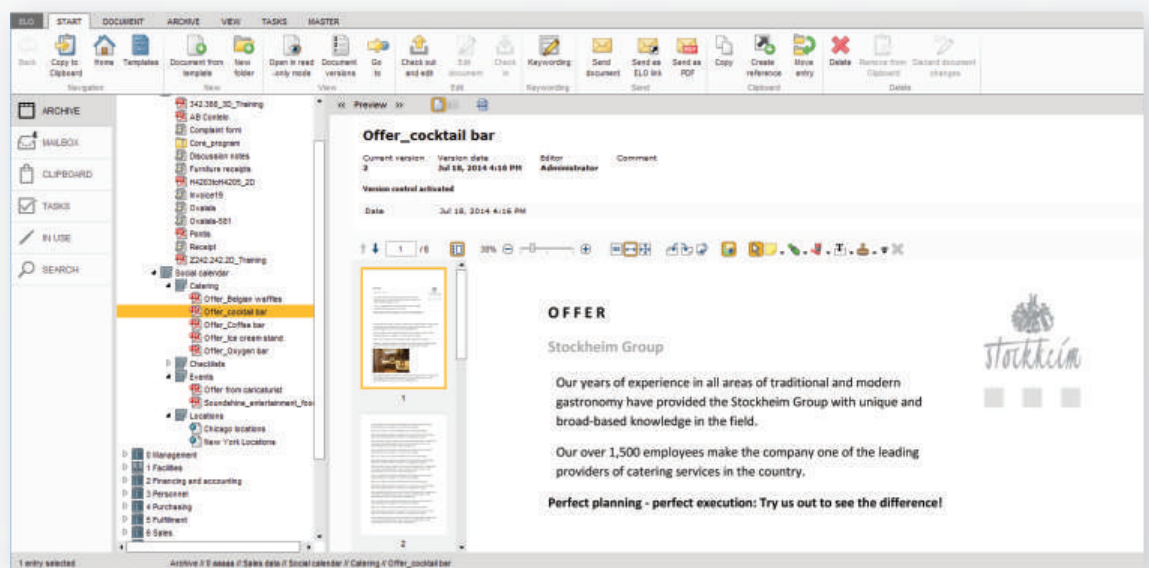 ELO START DOCUMENT ARCHIVE VIEW TASKS MASTER
Back Copy to Clipboard Home Templates Document from template New folder Open in read -only mode Document versions Go to Check out and edit Edit document Check in Keywording Send document Send as ELO link Send as PDF Copy Create reference Move entry Delete Remove from Clipboard Discard document changes
Navigation New View Edit Keywording Send Clipboard Delete
ARCHIVE
4
MAILBOX
CLIPBOARD
TASKS
IN USE
SEARCH
342.388_3D_Training
AB Contelo
Complaint form
Core_program
Discussion notes
Furniture receipts
H4203toH4205_2D
Invoice19
Ovalala
Ovalala-581
Pontis
Receipt
Z242.242.2D_Training
Social calendar
Catering
Offer_Belgian waffles
Offer_cocktail bar
Offer_Coffee bar
Offer_Ice cream stand
Offer_Oxygen bar
Checklists
Events
Offer from caricaturist
Soundshine_entertainment_foo
Locations
Chicago locations
New York Locations
0 Management
1 Facilities
2 Financing and accounting
3 Personnel
4 Purchasing
5 Fulfillment
6 Sales
« Preview »
Offer_cocktail bar
Current version Version date Editor Comment
2 Jul 18, 2014 4:16 PM Administrator
Version control activated
Date Jul 18, 2014 4:16 PM
1 /6 38%
1
2
OFFER
Stockheim Group
stockheim
Our years of experience in all areas of traditional and modern
gastronomy have provided the Stockheim Group with unique and
broad-based knowledge in the field.
Our over 1,500 employees make the company one of the leading
providers of catering services in the country.
Perfect planning - perfect execution: Try us out to see the difference!
1 entry selected Archive // 0 aaaaa // Sales data // Social calendar // Catering // Offer_cocktail bar